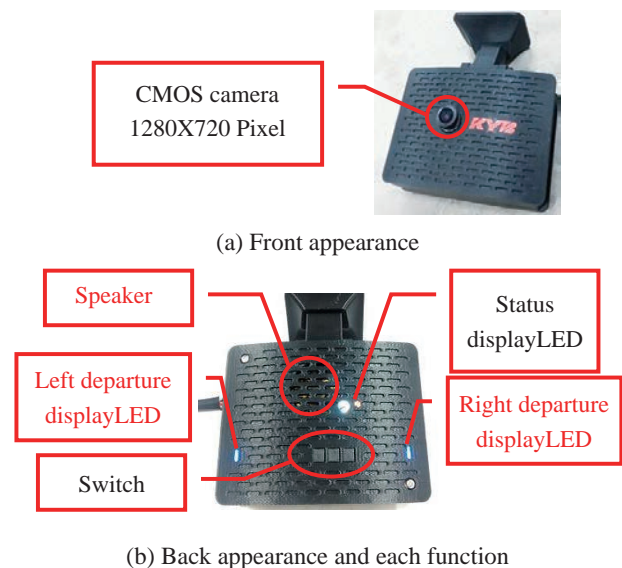 CMOS camera
1280X720 Pixel
KYB
(a) Front appearance
Speaker
Status
displayLED
Left departure
displayLED
Right departure
displayLED
Switch
(b) Back appearance and each function